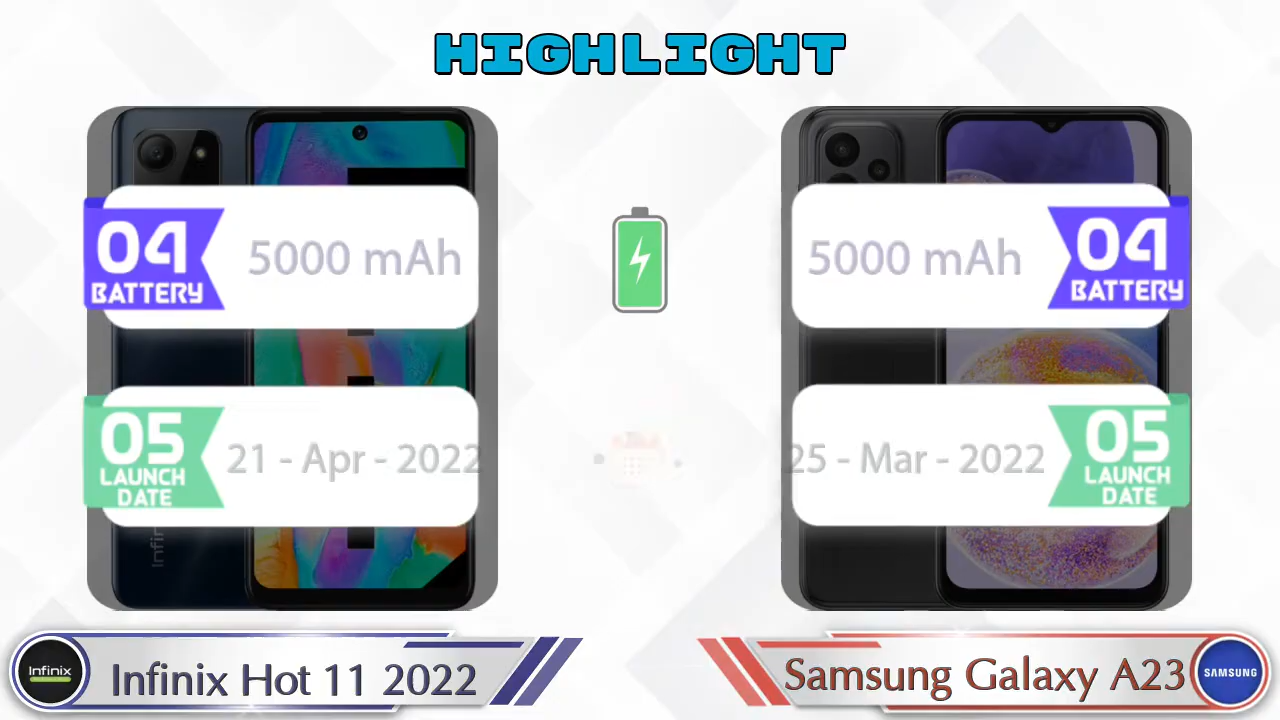 HIGHLIGHT
04
BATTERY
5000 mAh
5000 mAh
04
BATTERY
05
LAUNCH
DATE
21 - Apr - 2022
25 - Mar - 2022
05
LAUNCH
DATE
Infinix
Infinix
Infinix Hot 11 2022
Samsung Galaxy A23
SAMSUNG